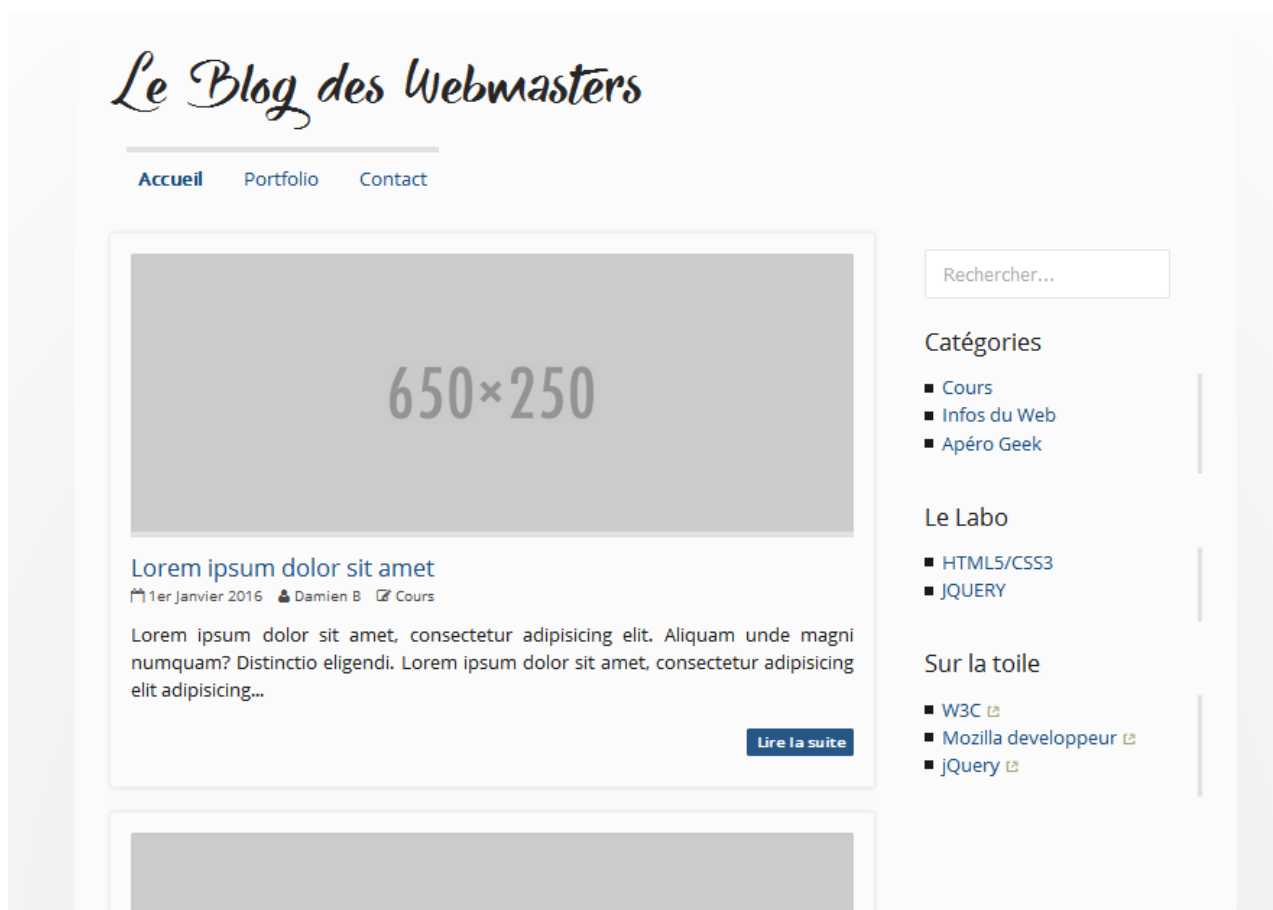 Le Blog des Webmasters
Accueil Portfolio Contact
650×250
Lorem ipsum dolor sit amet
1er Janvier 2016 Damien B Cours
Lorem ipsum dolor sit amet, consectetur adipisicing elit. Aliquam unde magni
numquam? Distinctio eligendi. Lorem ipsum dolor sit amet, consectetur adipisicing
elit adipisicing...
Lire la suite
Rechercher...
Catégories
Cours
Infos du Web
Apéro Geek
Le Labo
HTML5/CSS3
JQUERY
Sur la toile
W3C
Mozilla developpeur
jQuery